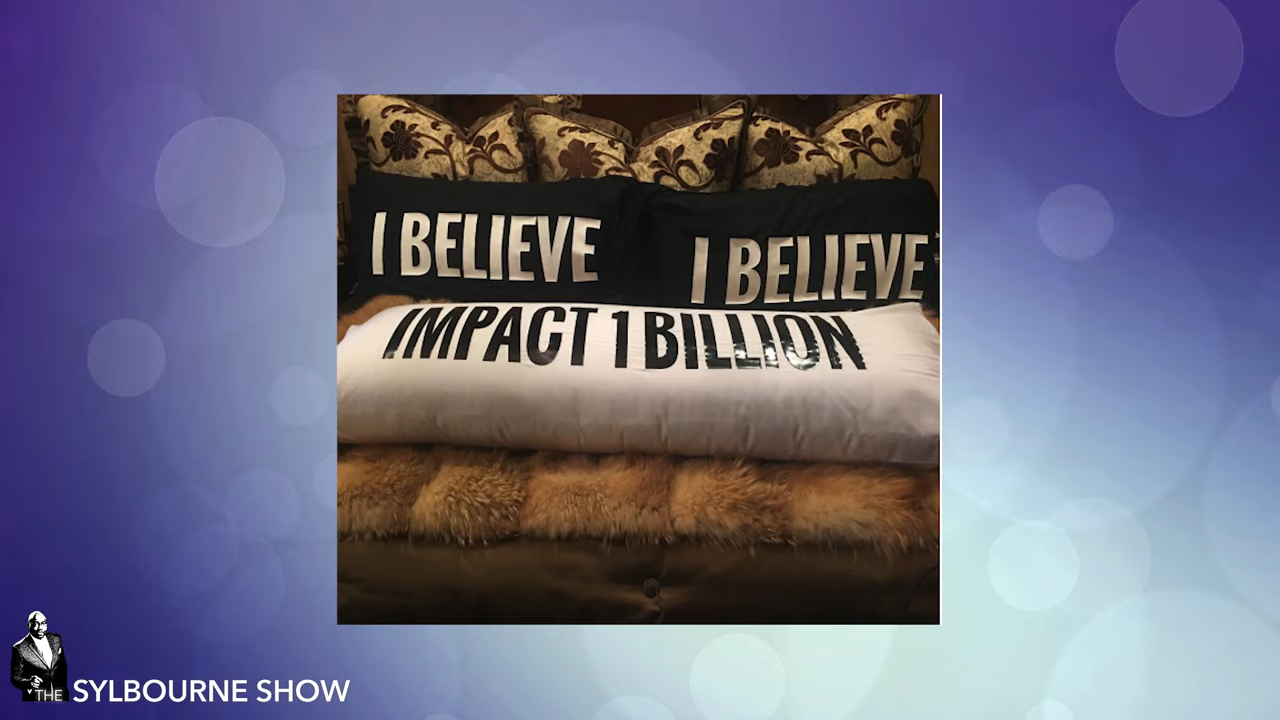 I BELIEVE
I BELIEVE
IMPACT 1 BILLION
THE SYLBOURNE SHOW